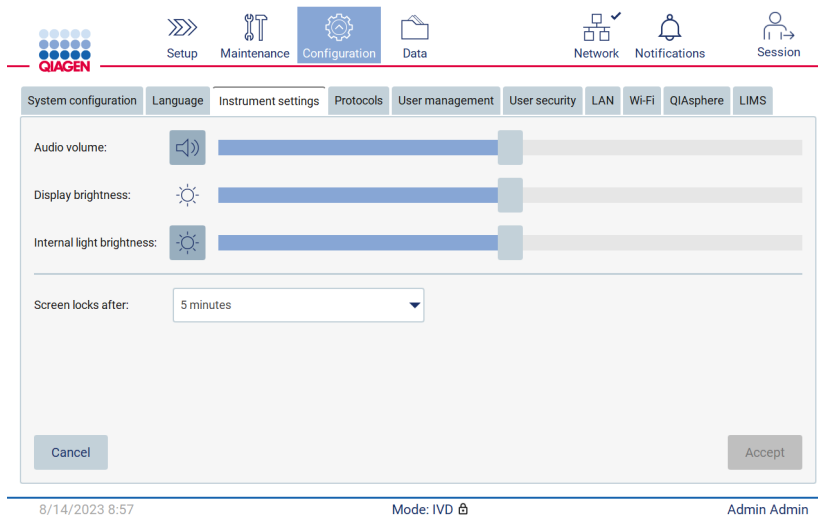 QIAGEN
Setup Maintenance Configuration Data Network Notifications Session
System configuration Language Instrument settings Protocols User management User security LAN Wi-Fi QIAsphere LIMS
Audio volume:
Display brightness:
Internal light brightness:
Screen locks after: 5 minutes
Cancel Accept
8/14/2023 8:57 Mode: IVD Admin Admin